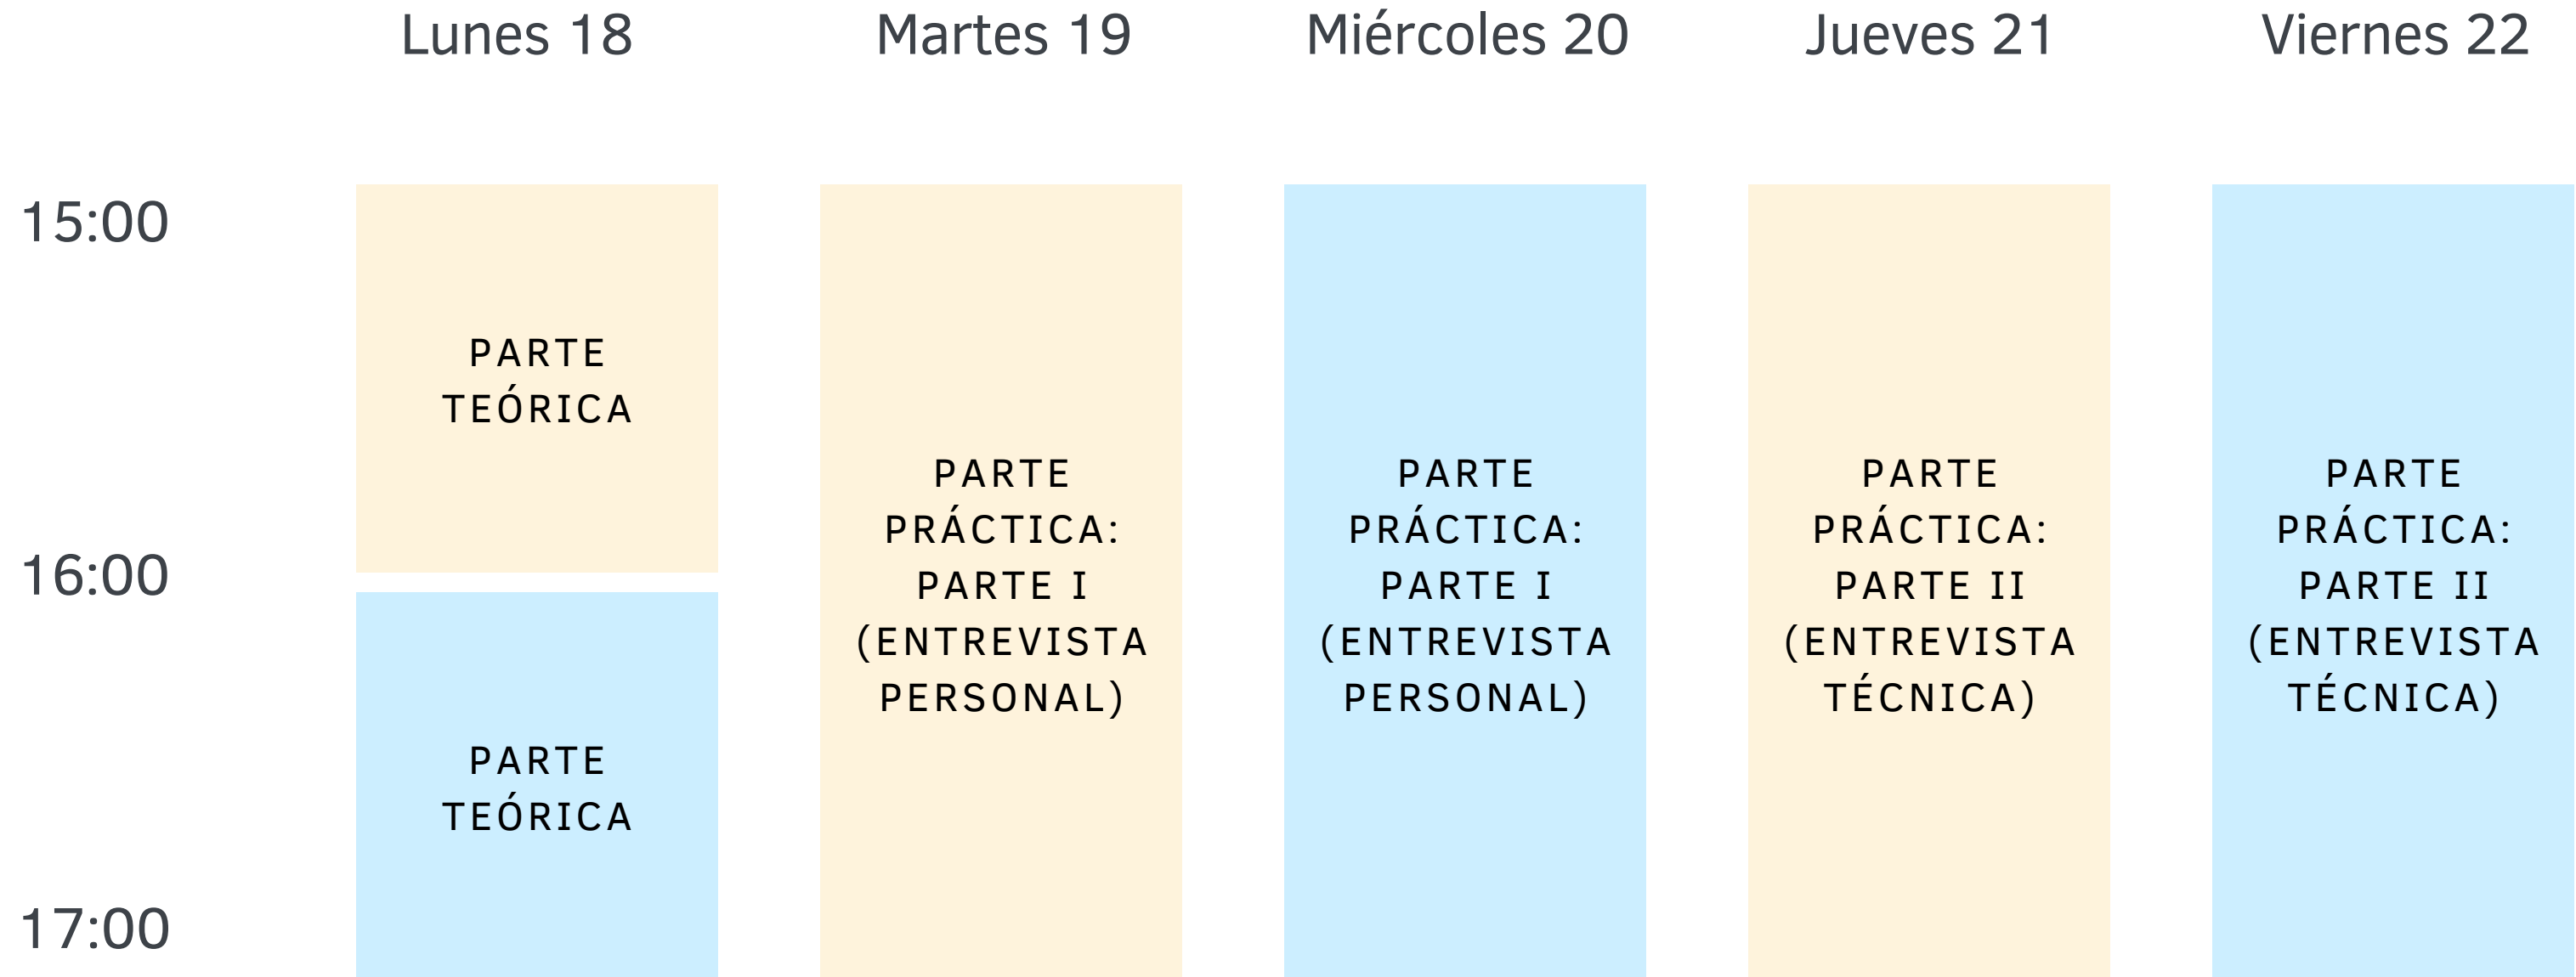 Lunes 18
Martes 19
Miércoles 20
Jueves 21
Viernes 22
15:00
16:00
17:00
PARTE
TEÓRICA
PARTE
TEÓRICA
PARTE
PRÁCTICA:
PARTE I
(ENTREVISTA
PERSONAL)
PARTE
PRÁCTICA:
PARTE I
(ENTREVISTA
PERSONAL)
PARTE
PRÁCTICA:
PARTE II
(ENTREVISTA
TÉCNICA)
PARTE
PRÁCTICA:
PARTE II
(ENTREVISTA
TÉCNICA)